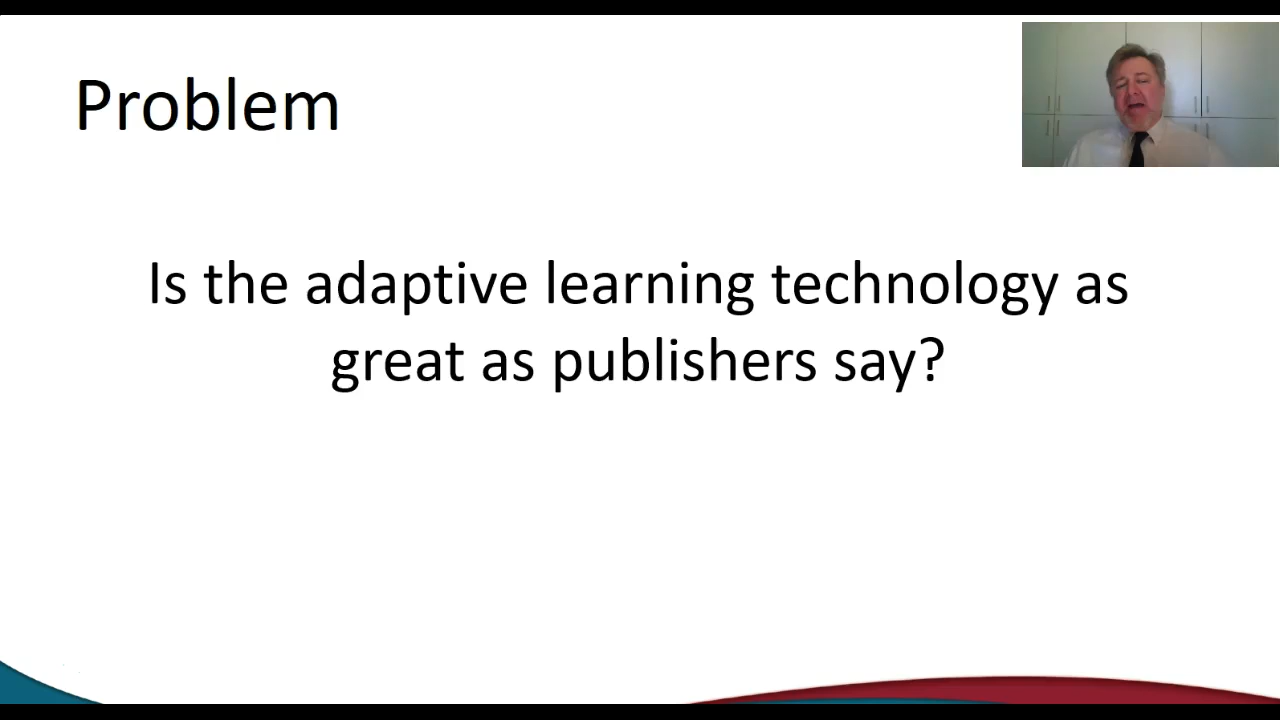 Problem
Is the adaptive learning technology as
great as publishers say?